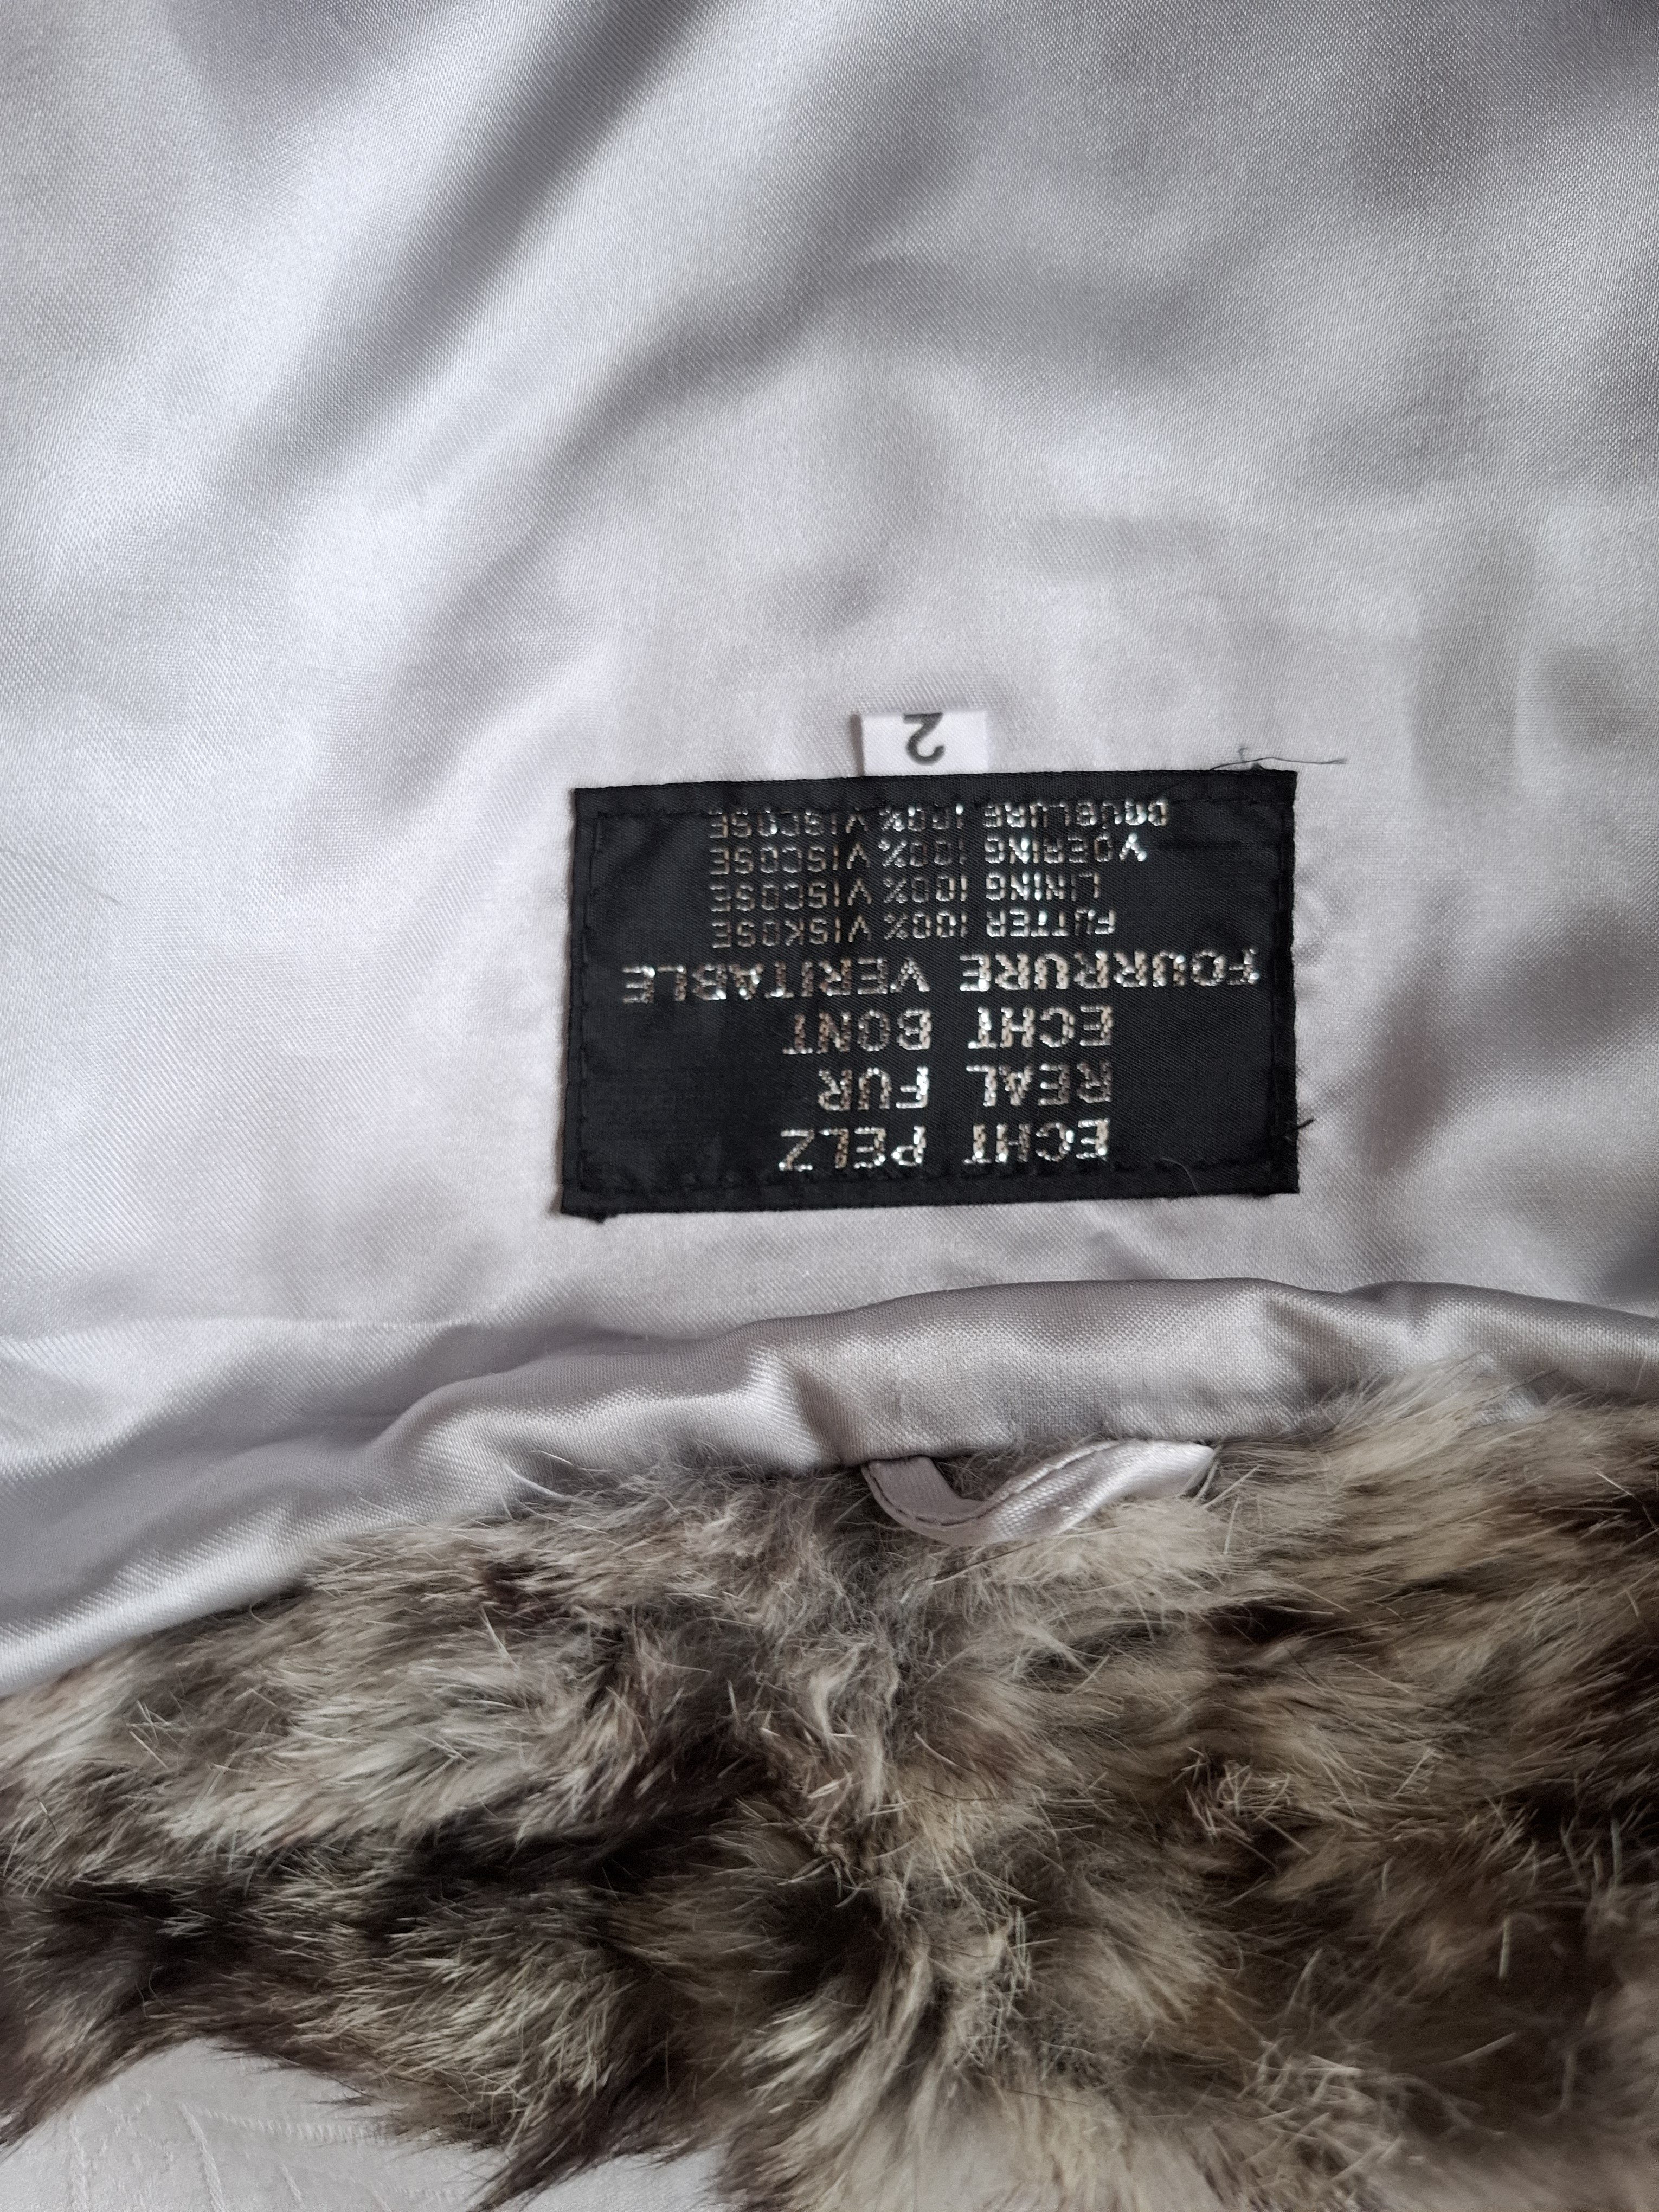 ECHT PELZ
REAL FUR
ECHT BONT
FOURRURE VERITABLE
FUTTER 100% VISKOSE
LINING 100% VISCOSE
VOERING 100% VISCOSE
DOUBLURE 100% VISCOSE
2